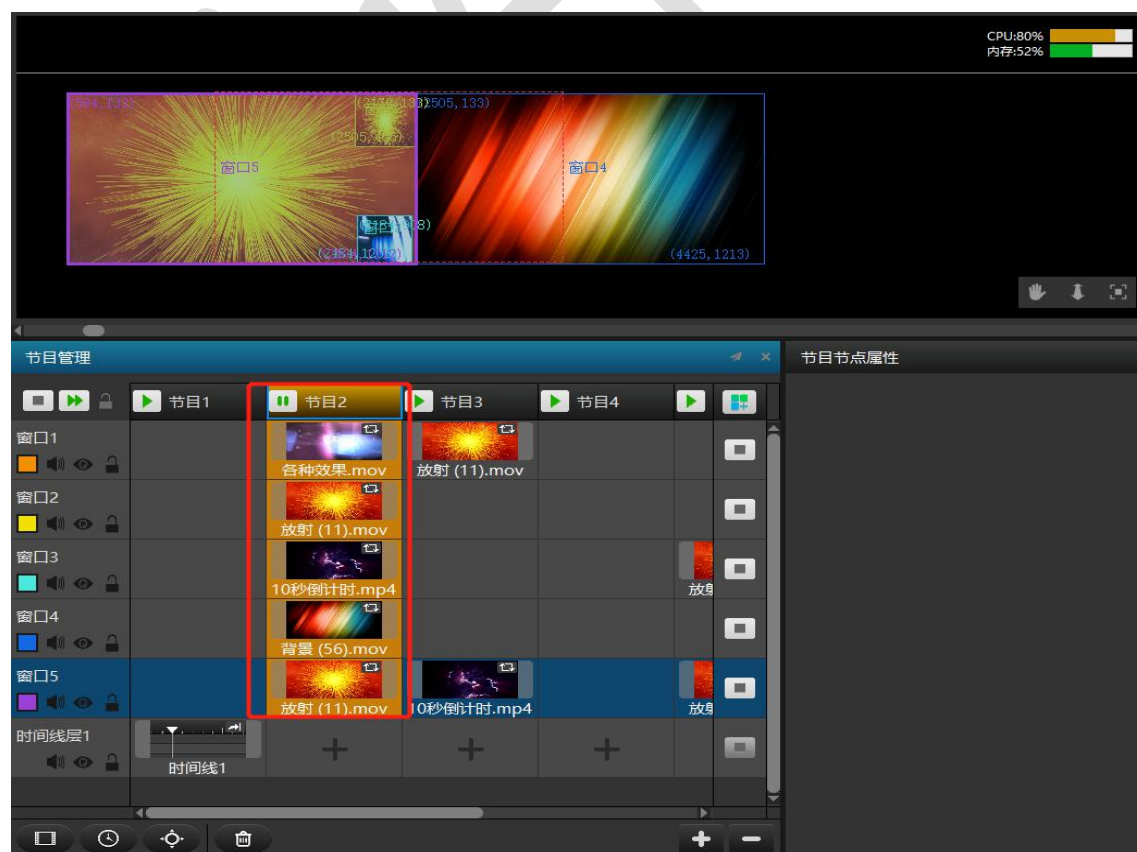 CPU:80%
内存:52%
(2505,133)
窗口5
窗口4
(4425,1213)
节目管理
节目节点属性
节目1
节目2
节目3
节目4
窗口1
各种效果.mov
放射 (11).mov
窗口2
放射 (11).mov
窗口3
10秒倒计时.mp4
放射
窗口4
背景 (56).mov
窗口5
放射 (11).mov
10秒倒计时.mp4
放射
时间线层1
时间线1